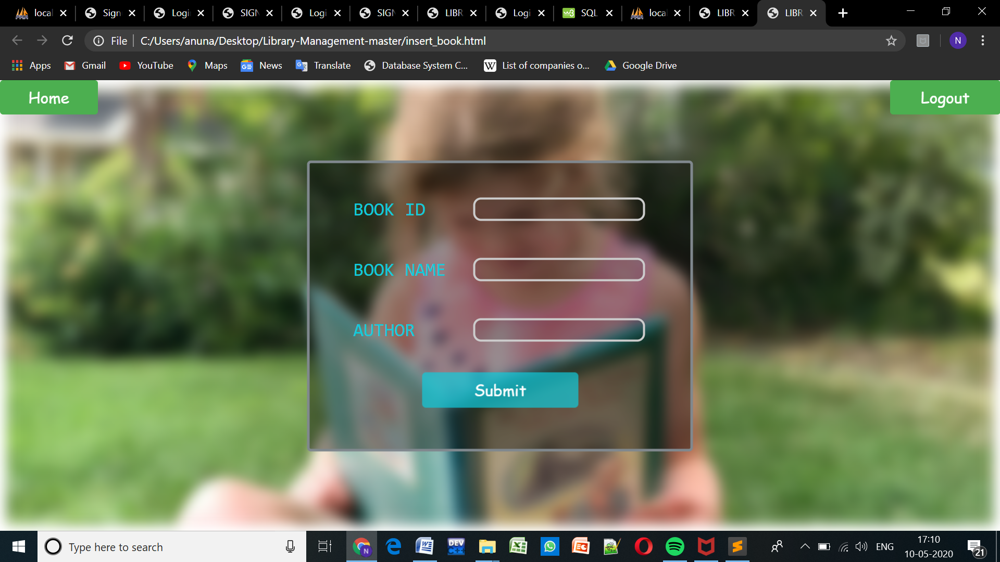 local Sign Logi SIGN Logi SIGN LIBR Logi SQL local LIBR LIBR
File C:/Users/anuna/Desktop/Library-Management-master/insert_book.html N
Apps Gmail YouTube Maps News Translate Database System C... W List of companies o... Google Drive
Home Logout
BOOK ID
BOOK NAME
AUTHOR
Submit
Type here to search ENG 17:10
10-05-2020 21